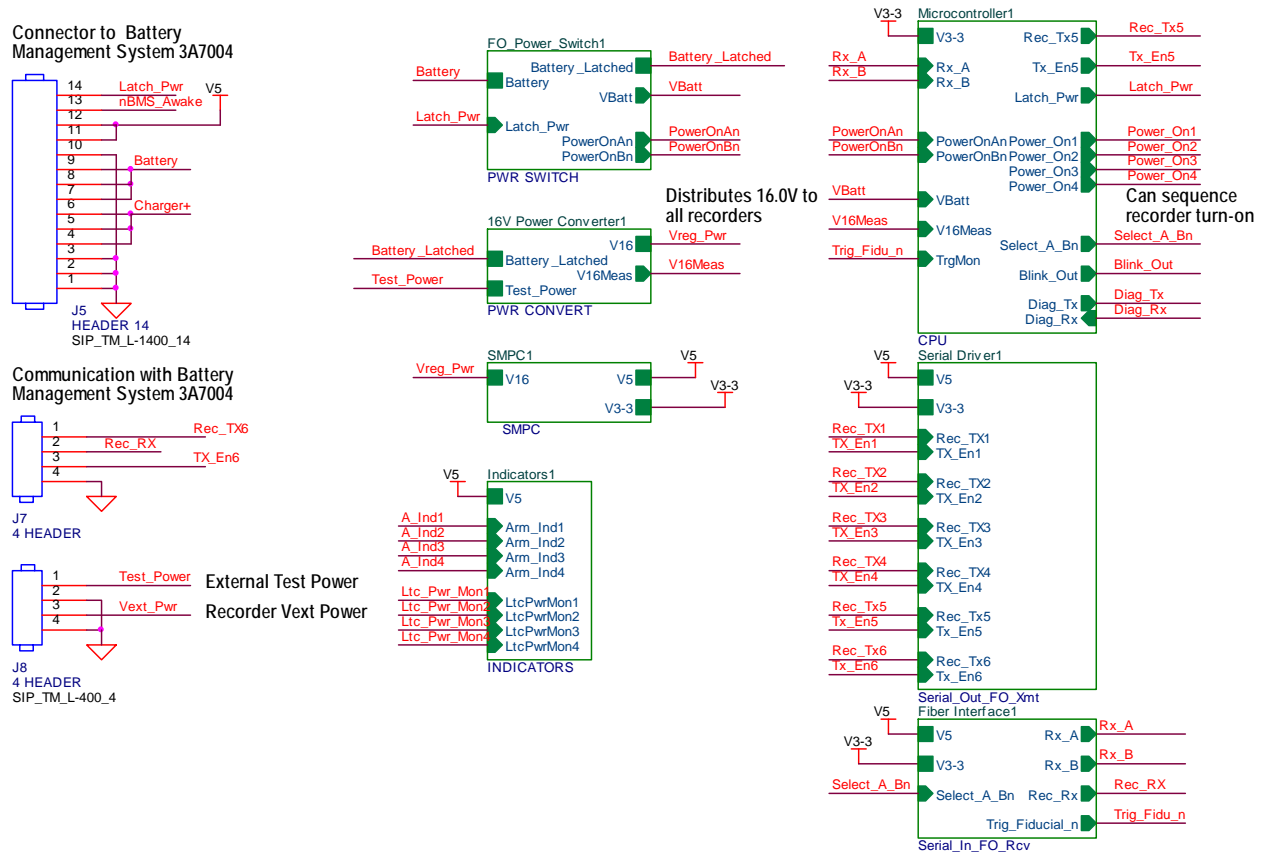 Connector to Battery
Management System 3A7004
14 Latch_Pwr
13 nBMS_Awake
V5
12
11
10
9 Battery
8
7
6 Charger+
5
4
3
2
1
J5
HEADER 14
SIP_TM_L-1400_14
Communication with Battery
Management System 3A7004
1 Rec_TX6
2 Rec_RX
3 TX_En6
4
J7
4 HEADER
1 Test_Power External Test Power
2
3 Vext_Pwr Recorder Vext Power
4
J8
4 HEADER
SIP_TM_L-400_4
FO_Power_Switch1
Battery Battery Battery_Latched Battery_Latched
VBatt VBatt
Latch_Pwr Latch_Pwr
PowerOnAn PowerOnAn
PowerOnBn PowerOnBn
PWR SWITCH
Distributes 16.0V to
all recorders
16V Power Converter1
V16 Vreg_Pwr
Battery_Latched Battery_Latched
V16Meas V16Meas
Test_Power Test_Power
PWR CONVERT
SMPC1
Vreg_Pwr V16 V5 V5
V3-3 V3-3
SMPC
V5
Indicators1
V5
A_Ind1 Arm_Ind1
A_Ind2 Arm_Ind2
A_Ind3 Arm_Ind3
A_Ind4 Arm_Ind4
Ltc_Pwr_Mon1 LtcPwrMon1
Ltc_Pwr_Mon2 LtcPwrMon2
Ltc_Pwr_Mon3 LtcPwrMon3
Ltc_Pwr_Mon4 LtcPwrMon4
INDICATORS
V3-3
Microcontroller1
V3-3 Rec_Tx5 Rec_Tx5
Rx_A Rx_A Tx_En5 Tx_En5
Rx_B Rx_B
Latch_Pwr Latch_Pwr
PowerOnAn PowerOnAn Power_On1 Power_On1
PowerOnBn PowerOnBn Power_On2 Power_On2
Power_On3 Power_On3
Power_On4 Power_On4
VBatt VBatt
Can sequence
recorder turn-on
V16Meas V16Meas
Select_A_Bn Select_A_Bn
Trig_Fidu_n TrgMon
Blink_Out Blink_Out
Diag_Tx Diag_Tx
Diag_Rx Diag_Rx
CPU
V5
Serial Driver1
V5
V3-3 V3-3
Rec_TX1 Rec_TX1
TX_En1 TX_En1
Rec_TX2 Rec_TX2
TX_En2 TX_En2
Rec_TX3 Rec_TX3
TX_En3 TX_En3
Rec_TX4 Rec_TX4
TX_En4 TX_En4
Rec_Tx5 Rec_Tx5
Tx_En5 Tx_En5
Rec_Tx6 Rec_Tx6
Tx_En6 Tx_En6
Serial_Out_FO_Xmt
V5
Fiber Interface1
V5 Rx_A Rx_A
V3-3 V3-3 Rx_B Rx_B
Select_A_Bn Select_A_Bn Rec_Rx Rec_RX
Trig_Fiducial_n Trig_Fidu_n
Serial_In_FO_Rcv